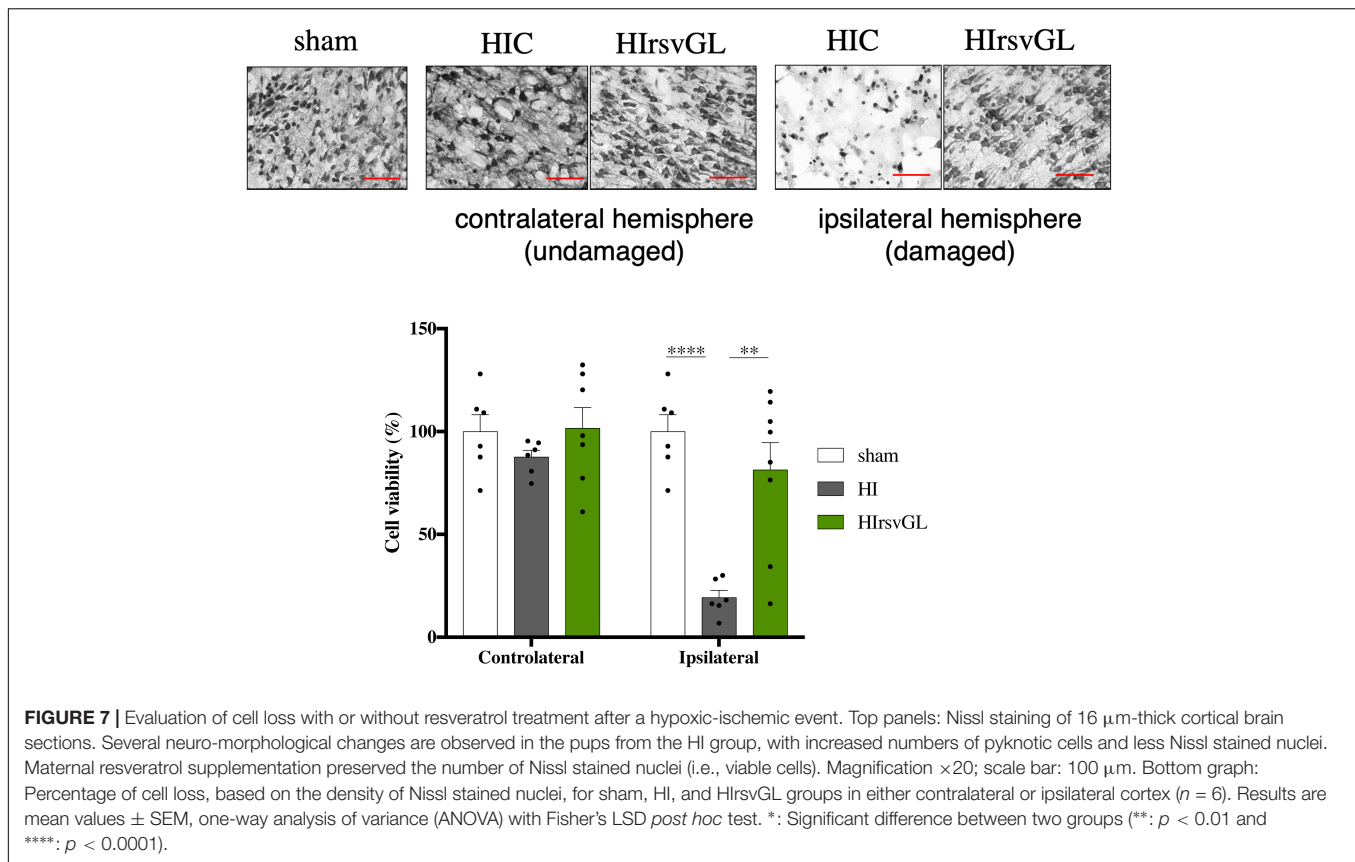 sham
HIC
HIrsvGL
HIC
HIrsvGL
contralateral hemisphere
(undamaged)
ipsilateral hemisphere
(damaged)
150
100
50
0
Cell viability (%)
****
**
sham
HI
HIrsvGL
Controlateral
Ipsilateral
FIGURE 7 | Evaluation of cell loss with or without resveratrol treatment after a hypoxic-ischemic event. Top panels: Nissl staining of 16 μm-thick cortical brain
sections. Several neuro-morphological changes are observed in the pups from the HI group, with increased numbers of pyknotic cells and less Nissl stained nuclei.
Maternal resveratrol supplementation preserved the number of Nissl stained nuclei (i.e., viable cells). Magnification ×20; scale bar: 100 μm. Bottom graph:
Percentage of cell loss, based on the density of Nissl stained nuclei, for sham, HI, and HIrsvGL groups in either contralateral or ipsilateral cortex (n = 6). Results are
mean values ± SEM, one-way analysis of variance (ANOVA) with Fisher's LSD post hoc test. *: Significant difference between two groups (**: p < 0.01 and
****: p < 0.0001).